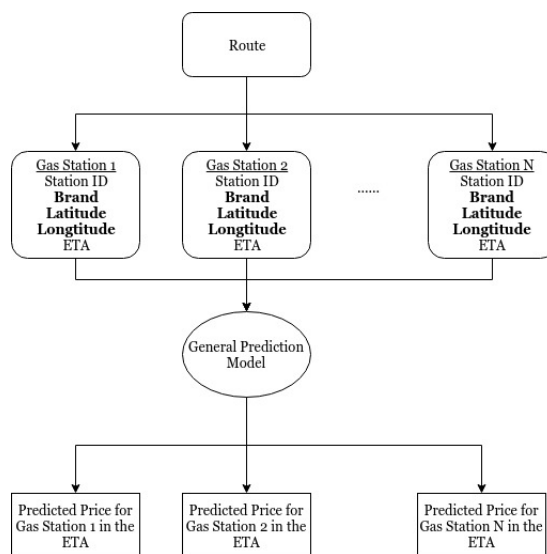 Route
Gas Station 1
Station ID
Brand
Latitude
Longtitude
ETA
Gas Station 2
Station ID
Brand
Latitude
Longtitude
ETA
......
Gas Station N
Station ID
Brand
Latitude
Longtitude
ETA
General Prediction
Model
Predicted Price for
Gas Station 1 in the
ETA
Predicted Price for
Gas Station 2 in the
ETA
Predicted Price for
Gas Station N in the
ETA